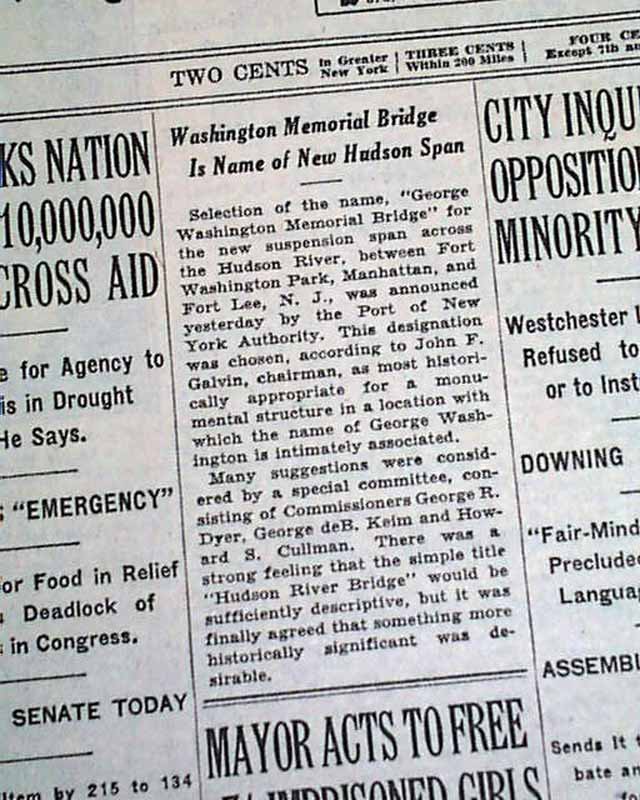 TWO CENTS In Greater New York | THREE CENTS Within 200 Miles | FOUR CE
Except 7th
KS NATION
10,000,000
CROSS AID
e for Agency to
is in Drought
He Says.
"EMERGENCY"
or Food in Relief
Deadlock of
in Congress.
SENATE TODAY
Item by 215 to 134
Washington Memorial Bridge
Is Name of New Hudson Span
Selection of the name, "George
Washington Memorial Bridge" for
the new suspension span across
the Hudson River, between Fort
Washington Park, Manhattan, and
Fort Lee, N. J., was announced
yesterday by the Port of New
York Authority. This designation
was chosen, according to John F.
Galvin, chairman, as most histori-
cally appropriate for a monu-
mental structure in a location with
which the name of George Wash-
ington is intimately associated.
Many suggestions were consid-
ered by a special committee, con-
sisting of Commissioners George R.
Dyer, George deB. Keim and How-
ard S. Cullman. There was a
strong feeling that the simple title
"Hudson River Bridge" would be
sufficiently descriptive, but it was
finally agreed that something more
historically significant was de-
sirable.
MAYOR ACTS TO FREE
IMPRISONED GIRLS
CITY INQU
OPPOSITIO
MINORITY
Westchester
Refused to
or to Inst
DOWNING
"Fair-Mind
Preclude
Langua
ASSEMBL
Sends It t
bate an